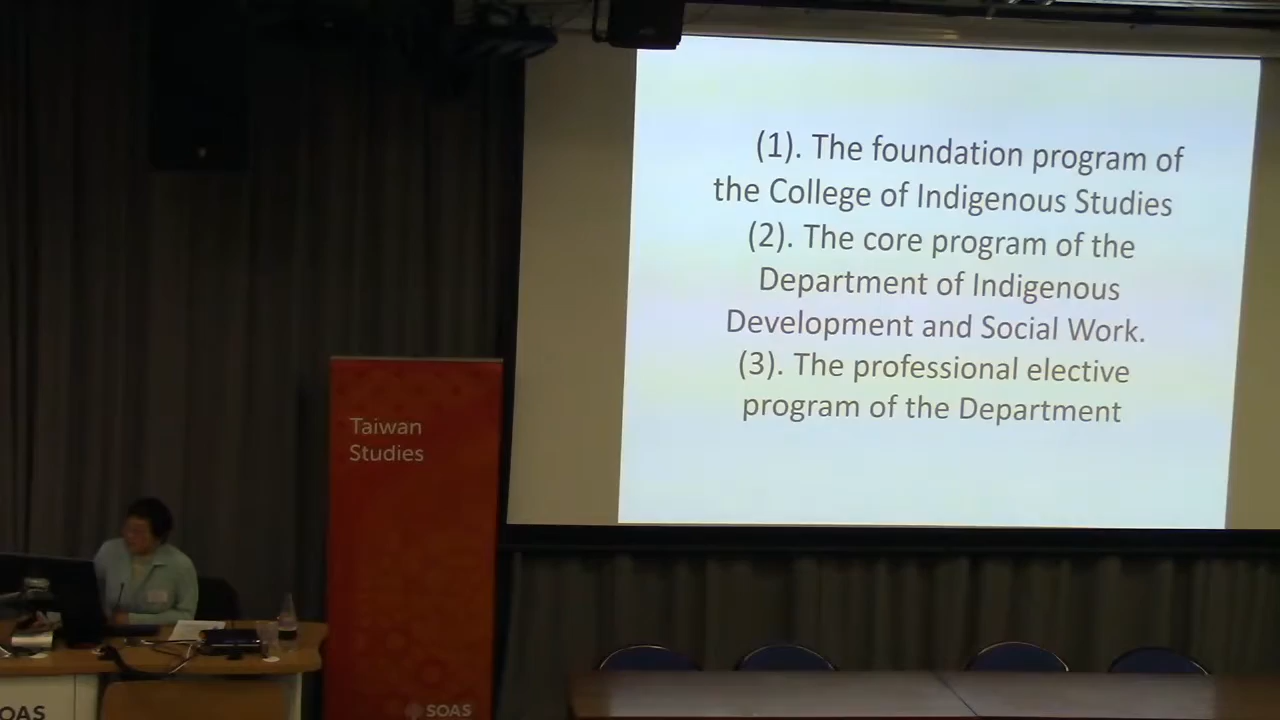 (1). The foundation program of
the College of Indigenous Studies
(2). The core program of the
Department of Indigenous
Development and Social Work.
(3). The professional elective
program of the Department
Taiwan
Studies
SOAS
OAS